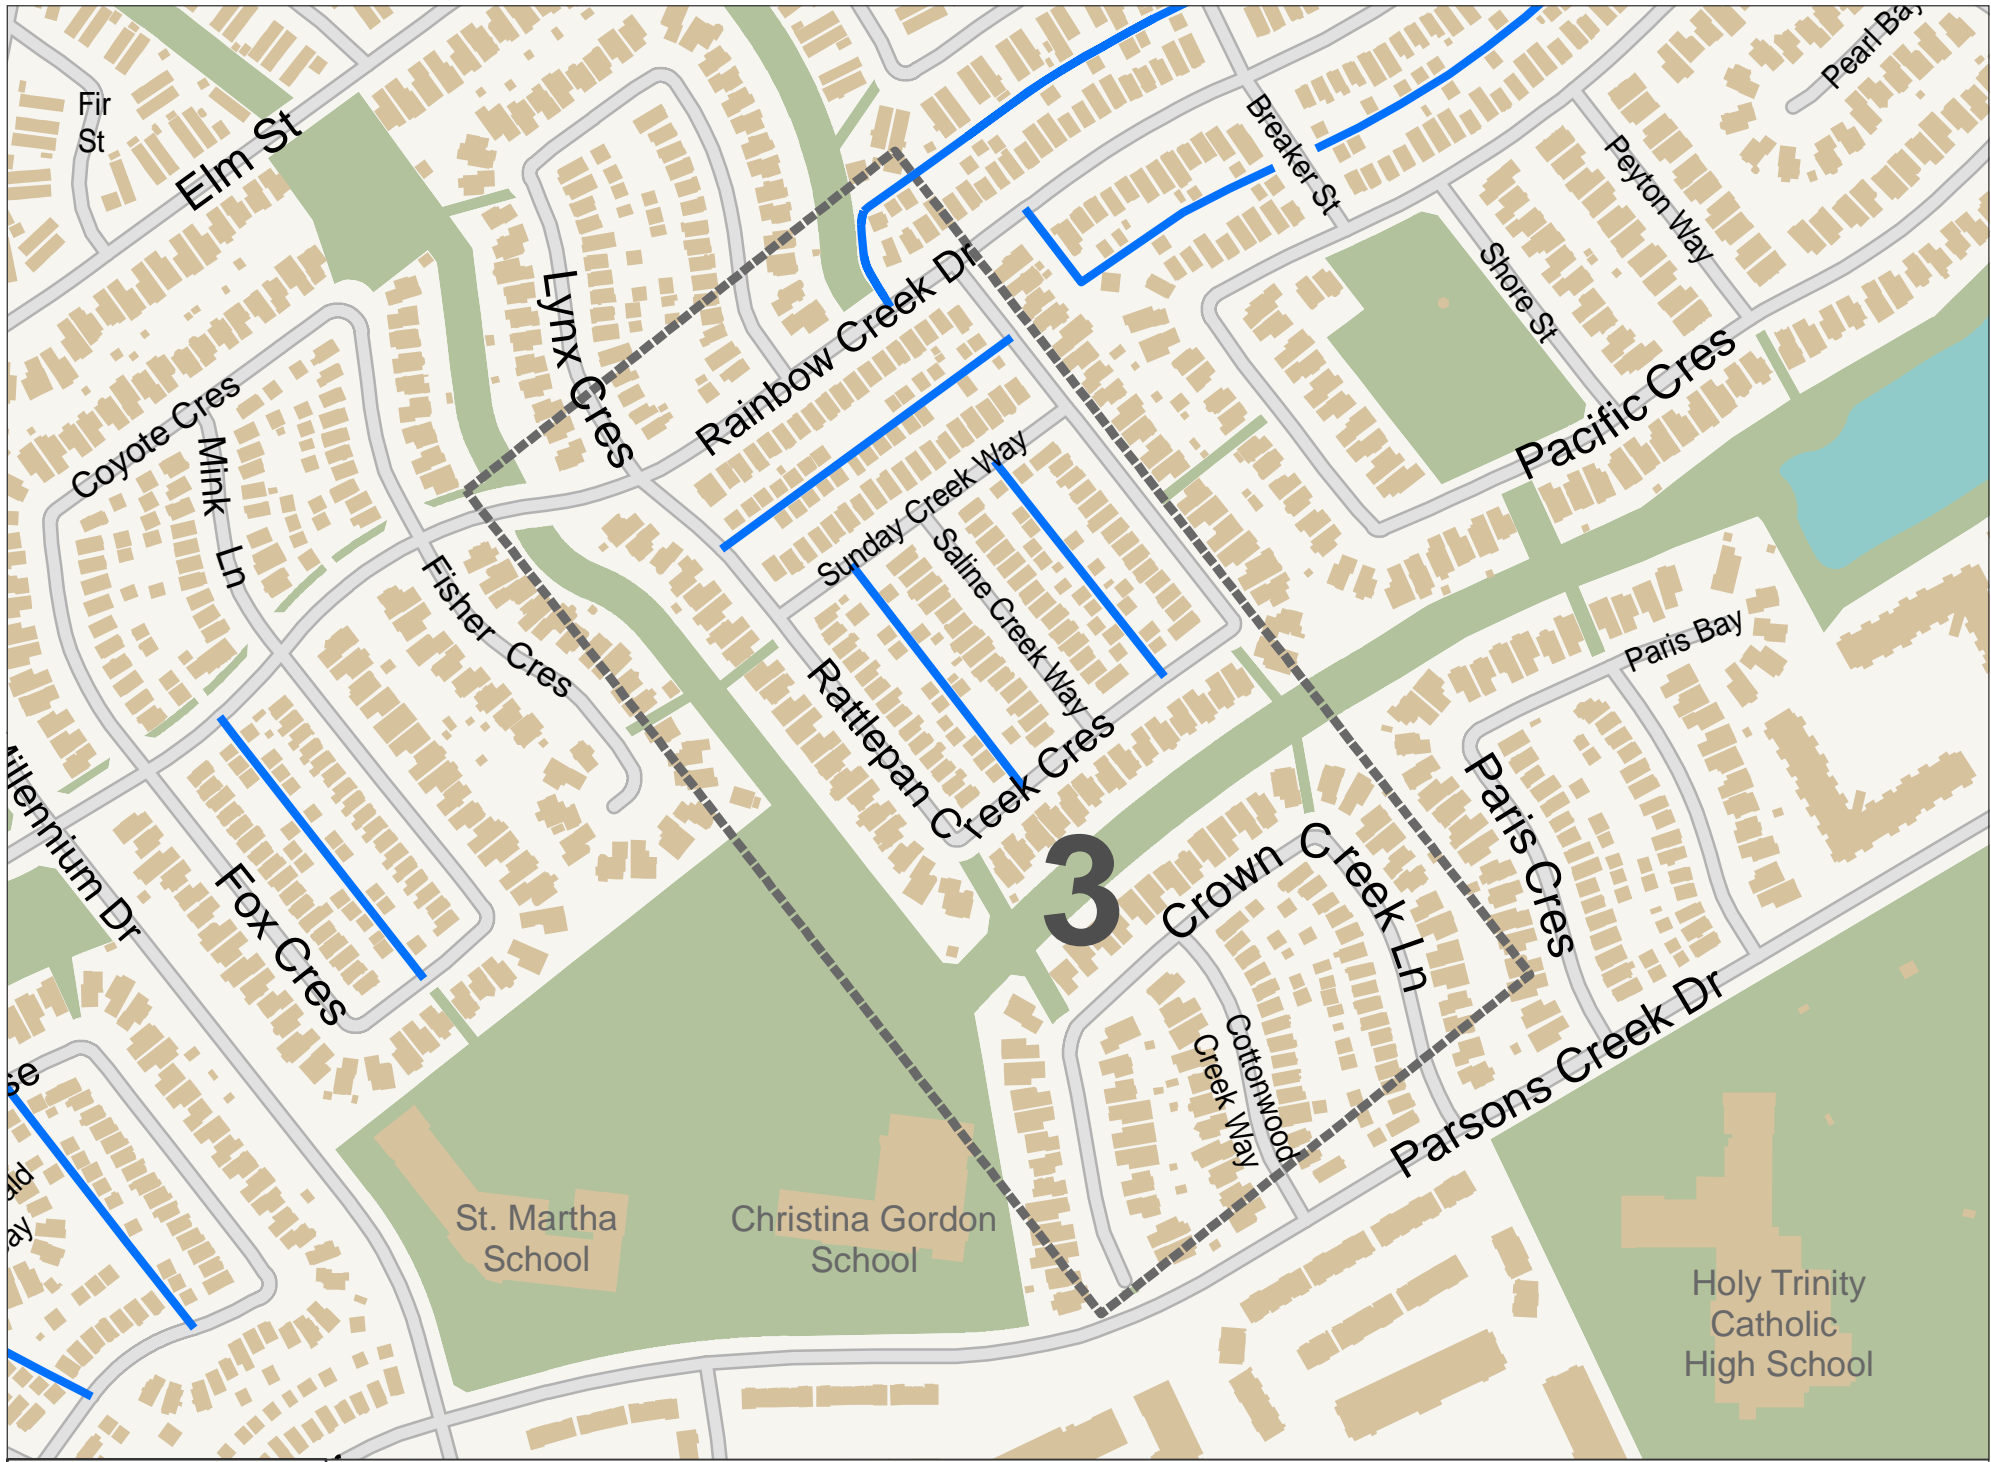 Pearl Bay
Fir
St
Elm St
Breaker St
Peyton Way
Lynx Cres
Rainbow Creek Dr
Shore St
Coyote Cres
Mink Ln
Pacific Cres
Sunday Creek Way
Saline Creek Way
Fisher Cres
Paris Bay
Rattlepan Creek Cres
Millennium Dr
Fox Cres
3
Crown Creek Ln
Paris Cres
Cottonwood
Creek Way
Parsons Creek Dr
St. Martha
School
Christina Gordon
School
Holy Trinity
Catholic
High School